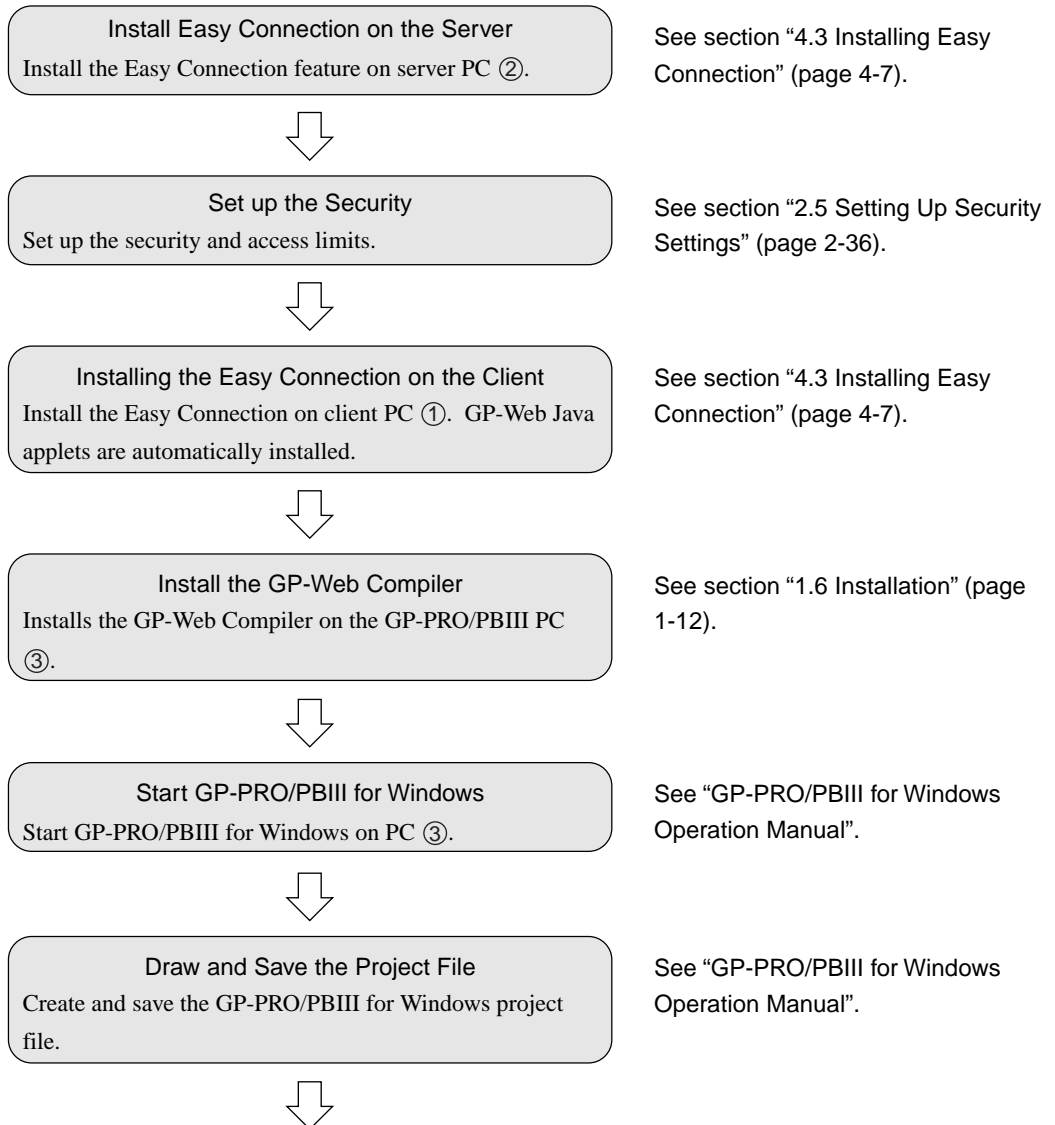 Install Easy Connection on the Server
Install the Easy Connection feature on server PC ②.
See section “4.3 Installing Easy
Connection” (page 4-7).
Set up the Security
Set up the security and access limits.
See section “2.5 Setting Up Security
Settings” (page 2-36).
Installing the Easy Connection on the Client
Install the Easy Connection on client PC ①.  GP-Web Java
applets are automatically installed.
See section “4.3 Installing Easy
Connection” (page 4-7).
Install the GP-Web Compiler
Installs the GP-Web Compiler on the GP-PRO/PBIII PC
③.
See section “1.6 Installation” (page
1-12).
Start GP-PRO/PBIII for Windows
Start GP-PRO/PBIII for Windows on PC ③.
See “GP-PRO/PBIII for Windows
Operation Manual”.
Draw and Save the Project File
Create and save the GP-PRO/PBIII for Windows project
file.
See “GP-PRO/PBIII for Windows
Operation Manual”.